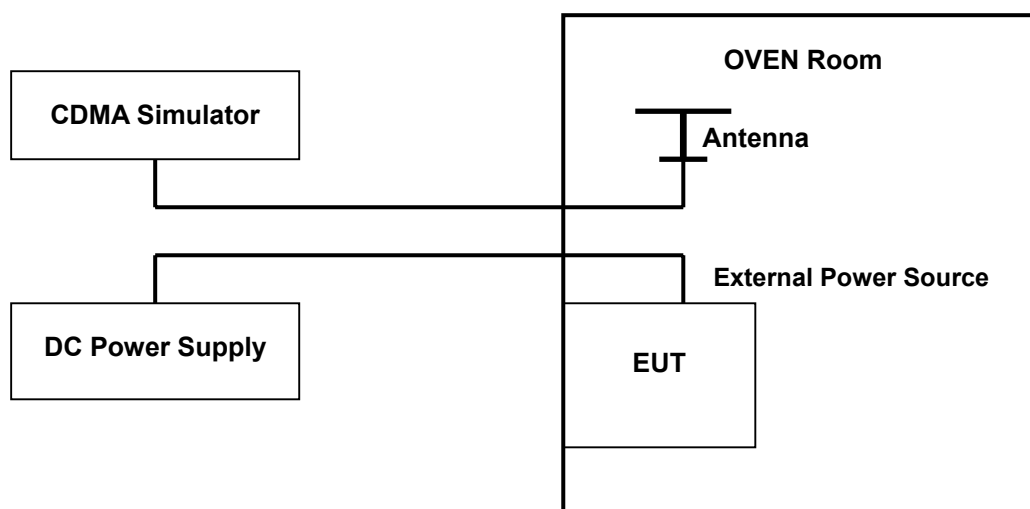 OVEN Room
CDMA Simulator
Antenna
External Power Source
DC Power Supply
EUT